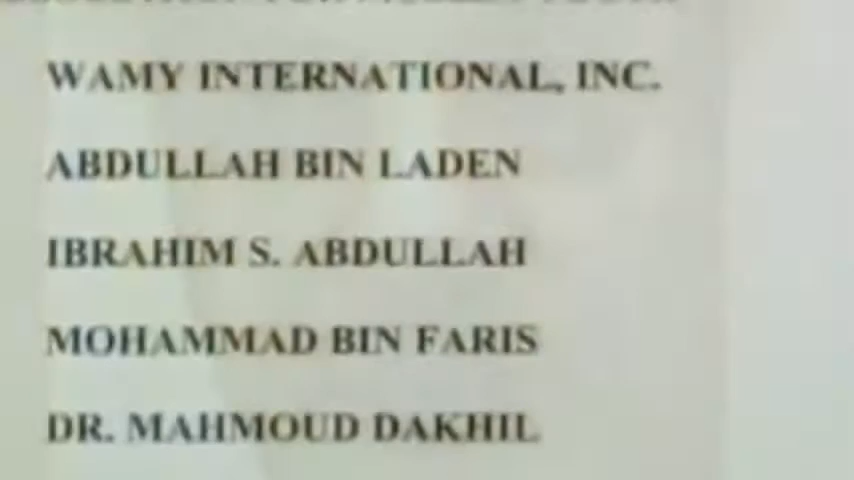 WAMY INTERNATIONAL, INC.
ABDULLAH BIN LADEN
IBRAHIM S. ABDULLAH
MOHAMMAD BIN FARIS
DR. MAHMOUD DAKHIL